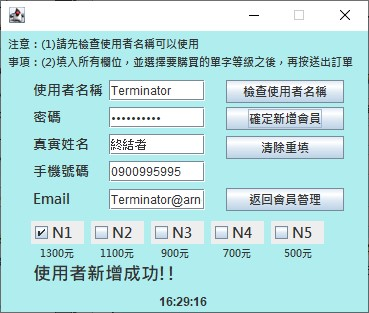 注意：(1)請先檢查使用者名稱可以使用
事項：(2)填入所有欄位，並選擇要購買的單字等級之後，再按送出訂單
使用者名稱 Terminator 檢查使用者名稱
密碼 •••••••••• 確定新增會員
真實姓名 終結者 清除重填
手機號碼 0900995995
Email Terminator@arn 返回會員管理
N1 N2 N3 N4 N5
1300元 1100元 900元 700元 500元
使用者新增成功!!
16:29:16